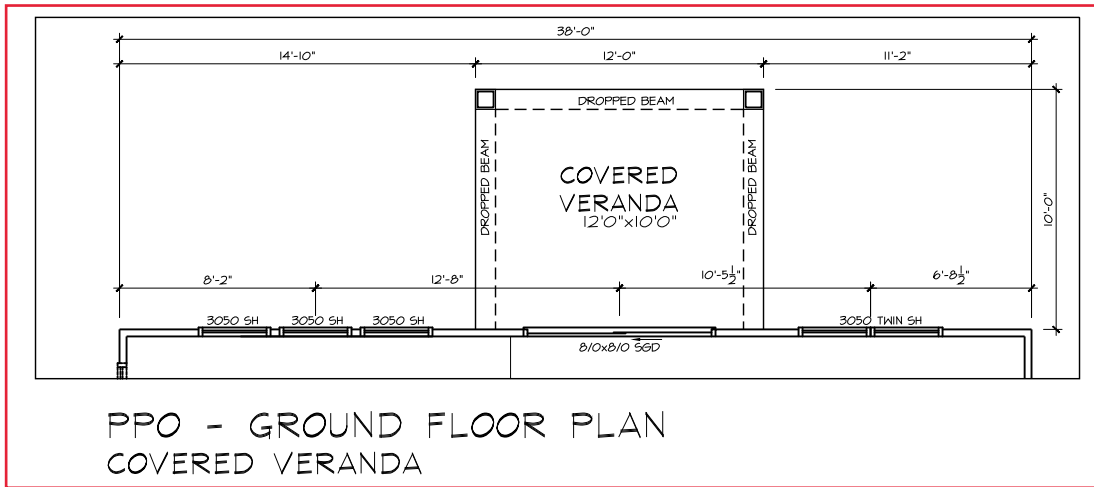 38'-0"
14'-10" 12'-0" 11'-2"
DROPPED BEAM
DROPPED BEAM
DROPPED BEAM
COVERED
VERANDA
12'0"x10'0"
10'-0"
8'-2" 12'-8" 10'-5½" 6'-8½"
3050 SH 3050 SH 3050 SH 3050 TWIN SH
8/0x8/0 SGD
PPO - GROUND FLOOR PLAN
COVERED VERANDA